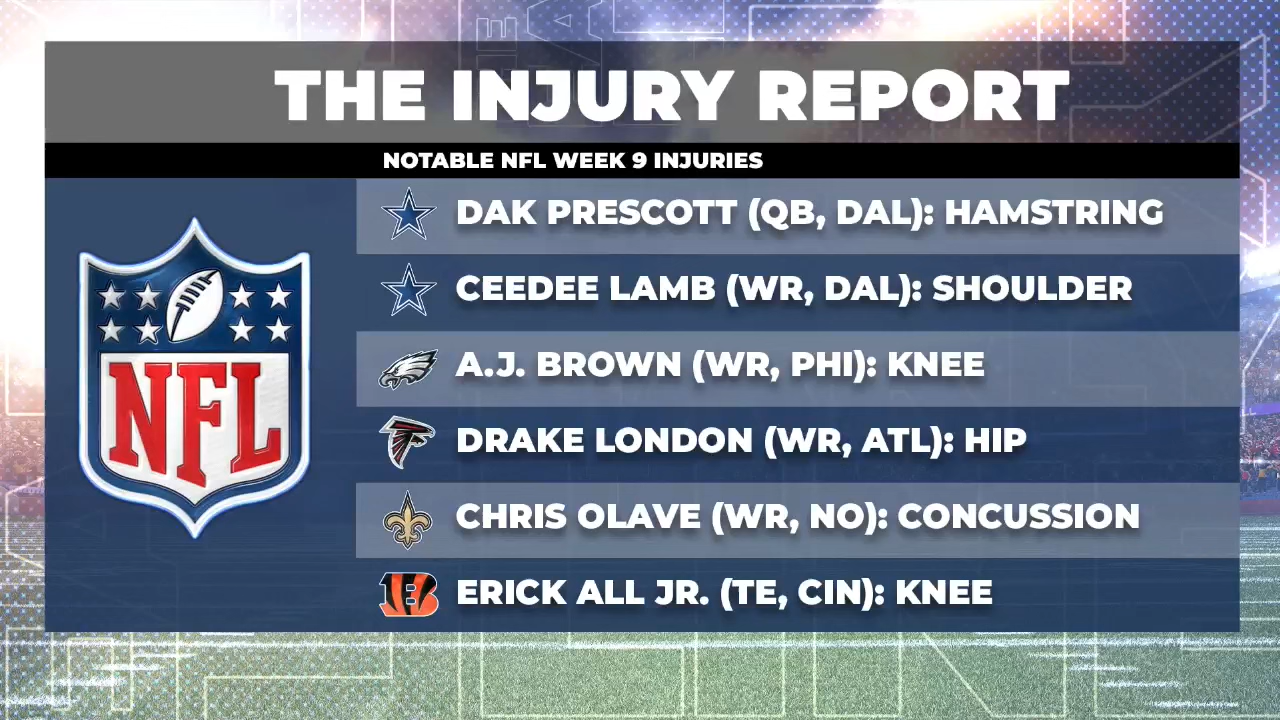 THE INJURY REPORT
NOTABLE NFL WEEK 9 INJURIES
NFL
DAK PRESCOTT (QB, DAL): HAMSTRING
CEEDEE LAMB (WR, DAL): SHOULDER
A.J. BROWN (WR, PHI): KNEE
DRAKE LONDON (WR, ATL): HIP
CHRIS OLAVE (WR, NO): CONCUSSION
B
ERICK ALL JR. (TE, CIN): KNEE